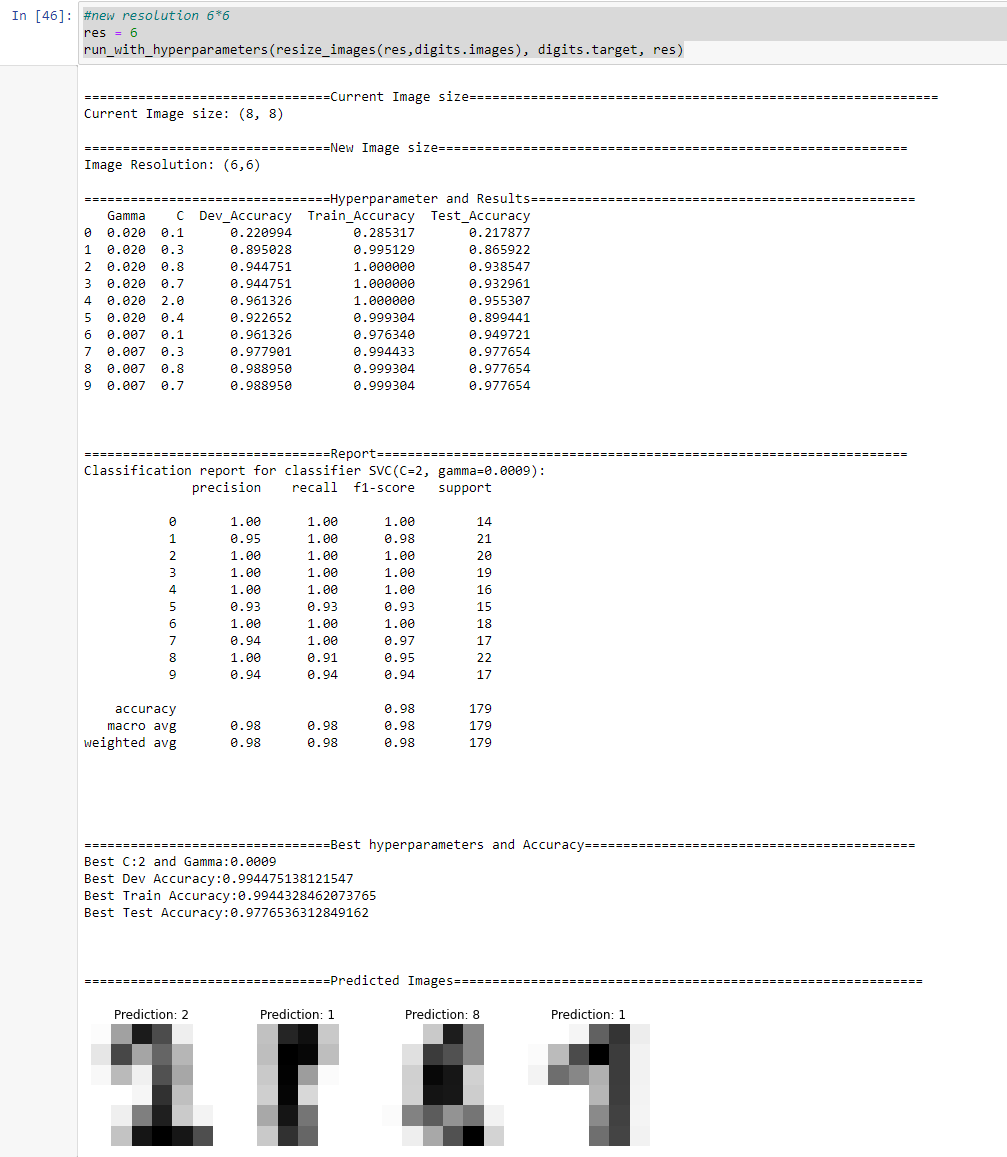 In [46]: #new resolution 6*6
res = 6
run_with_hyperparameters(resize_images(res,digits.images), digits.target, res)
================================Current Image size=============================================================
Current Image size: (8, 8)
================================New Image size=============================================================
Image Resolution: (6,6)
================================Hyperparameter and Results==================================================
Gamma C Dev_Accuracy Train_Accuracy Test_Accuracy
0 0.020 0.1 0.220994 0.285317 0.217877
1 0.020 0.3 0.895028 0.995129 0.865922
2 0.020 0.8 0.944751 1.000000 0.938547
3 0.020 0.7 0.944751 1.000000 0.932961
4 0.020 2.0 0.961326 1.000000 0.955307
5 0.020 0.4 0.922652 0.999304 0.899441
6 0.007 0.1 0.961326 0.976340 0.949721
7 0.007 0.3 0.977901 0.994433 0.977654
8 0.007 0.8 0.988950 0.999304 0.977654
9 0.007 0.7 0.988950 0.999304 0.977654
================================Report=====================================================================
Classification report for classifier SVC(C=2, gamma=0.0009):
precision recall f1-score support
0 1.00 1.00 1.00 14
1 0.95 1.00 0.98 21
2 1.00 1.00 1.00 20
3 1.00 1.00 1.00 19
4 1.00 1.00 1.00 16
5 0.93 0.93 0.93 15
6 1.00 1.00 1.00 18
7 0.94 1.00 0.97 17
8 1.00 0.91 0.95 22
9 0.94 0.94 0.94 17
accuracy 0.98 179
macro avg 0.98 0.98 0.98 179
weighted avg 0.98 0.98 0.98 179
================================Best hyperparameters and Accuracy===========================================
Best C:2 and Gamma:0.0009
Best Dev Accuracy:0.994475138121547
Best Train Accuracy:0.9944328462073765
Best Test Accuracy:0.9776536312849162
================================Predicted Images=============================================================
Prediction: 2 Prediction: 1 Prediction: 8 Prediction: 1